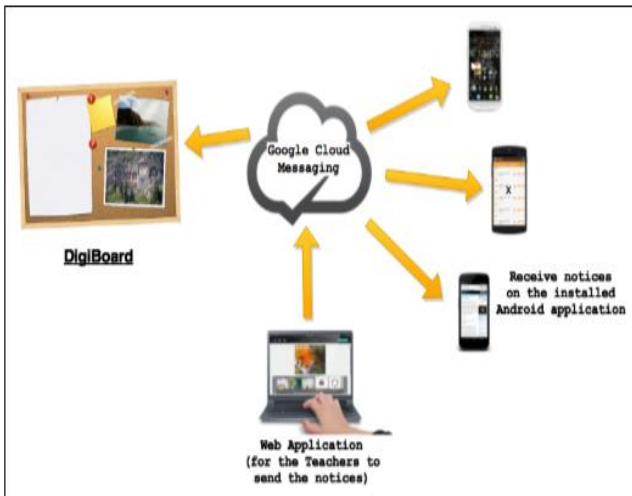 Google Cloud
Messaging
DigiBoard
X
Receive notices
on the installed
Android application
Web Application
(for the Teachers to
send the notices)